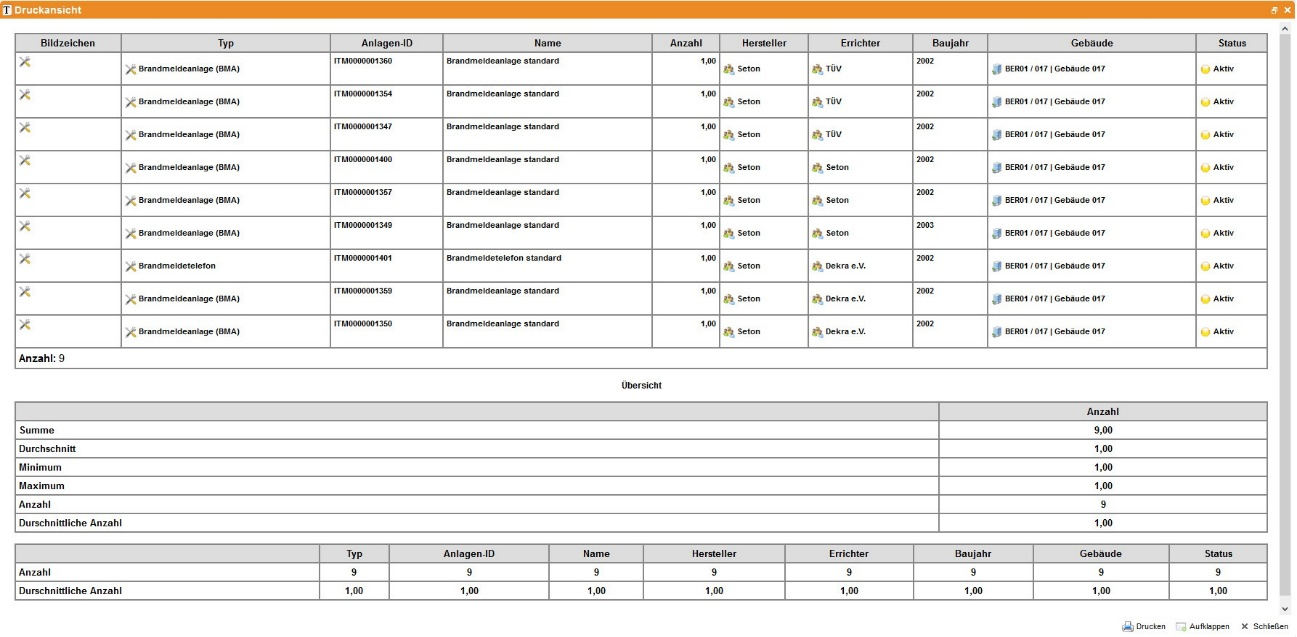 Druckansicht
Bildzeichen Typ Anlagen-ID Name Anzahl Hersteller Errichter Baujahr Gebäude Status
Brandmeldeanlage (BMA) ITM0000001360 Brandmeldeanlage standard 1,00 Seton TÜV 2002 BER01 / 017 | Gebäude 017 Aktiv
Brandmeldeanlage (BMA) ITM0000001354 Brandmeldeanlage standard 1,00 Seton TÜV 2002 BER01 / 017 | Gebäude 017 Aktiv
Brandmeldeanlage (BMA) ITM0000001347 Brandmeldeanlage standard 1,00 Seton TÜV 2002 BER01 / 017 | Gebäude 017 Aktiv
Brandmeldeanlage (BMA) ITM0000001400 Brandmeldeanlage standard 1,00 Seton Seton 2002 BER01 / 017 | Gebäude 017 Aktiv
Brandmeldeanlage (BMA) ITM0000001357 Brandmeldeanlage standard 1,00 Seton Seton 2002 BER01 / 017 | Gebäude 017 Aktiv
Brandmeldeanlage (BMA) ITM0000001349 Brandmeldeanlage standard 1,00 Seton Seton 2003 BER01 / 017 | Gebäude 017 Aktiv
Brandmeldetelefon ITM0000001401 Brandmeldetelefon standard 1,00 Seton Dekra e.V. 2002 BER01 / 017 | Gebäude 017 Aktiv
Brandmeldeanlage (BMA) ITM0000001359 Brandmeldeanlage standard 1,00 Seton Dekra e.V. 2002 BER01 / 017 | Gebäude 017 Aktiv
Brandmeldeanlage (BMA) ITM0000001350 Brandmeldeanlage standard 1,00 Seton Dekra e.V. 2002 BER01 / 017 | Gebäude 017 Aktiv
Anzahl: 9
Übersicht
Anzahl
Summe 9,00
Durchschnitt 1,00
Minimum 1,00
Maximum 1,00
Anzahl 9
Durschnittliche Anzahl 1,00
Typ Anlagen-ID Name Hersteller Errichter Baujahr Gebäude Status
Anzahl 9 9 9 9 9 9 9 9
Durschnittliche Anzahl 1,00 1,00 1,00 1,00 1,00 1,00 1,00 1,00
Drucken Aufklappen Schließen